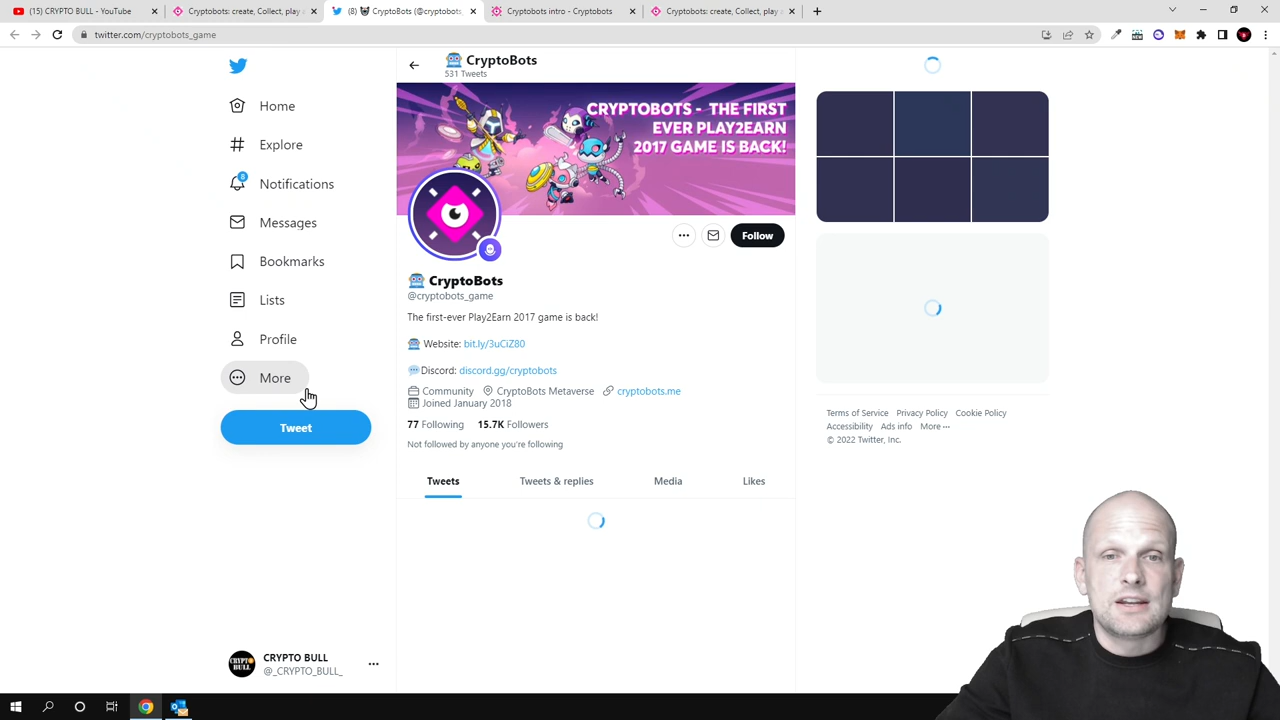 (15) CRYPTO BULL - YouTube
Cryptobots: create, Collect, play a
(8) CryptoBots (@cryptobots_
Cryptobots intro - Cryptobots
Cryptobots: create, Collect, play a
twitter.com/cryptobots_game
CryptoBots
531 Tweets
Home
Explore
8
Notifications
Messages
Bookmarks
Lists
Profile
More
Tweet
CRYPTO BULL
@_CRYPTO_BULL_
CRYPTOBOTS - THE FIRST
EVER PLAY2EARN
2017 GAME IS BACK!
Follow
CryptoBots
@cryptobots_game
The first-ever Play2Earn 2017 game is back!
Website: bit.ly/3uCiZ80
Discord: discord.gg/cryptobots
Community CryptoBots Metaverse cryptobots.me
Joined January 2018
77 Following 15.7K Followers
Not followed by anyone you're following
Tweets Tweets & replies Media Likes
Terms of Service Privacy Policy Cookie Policy
Accessibility Ads info More ···
© 2022 Twitter, Inc.